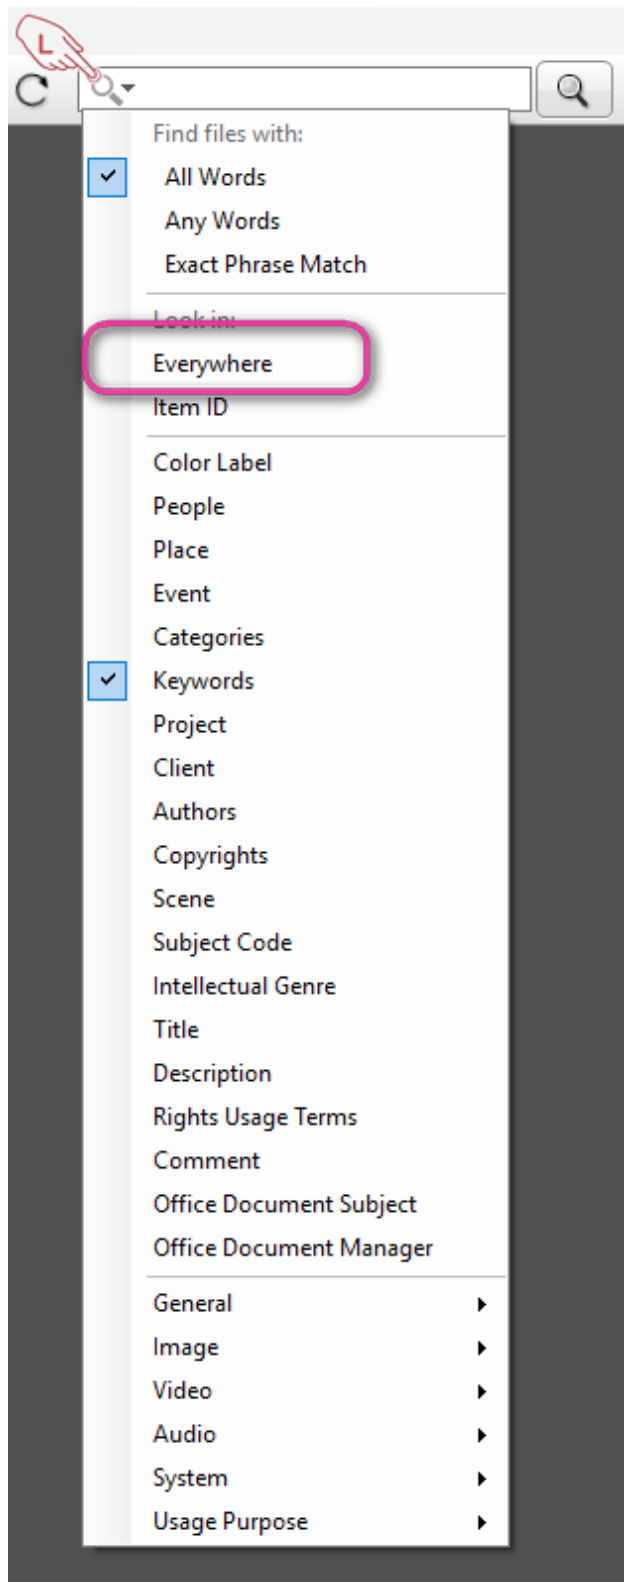 L
Find files with:
All Words
Any Words
Exact Phrase Match
Look in:
Everywhere
Item ID
Color Label
People
Place
Event
Categories
Keywords
Project
Client
Authors
Copyrights
Scene
Subject Code
Intellectual Genre
Title
Description
Rights Usage Terms
Comment
Office Document Subject
Office Document Manager
General
Image
Video
Audio
System
Usage Purpose